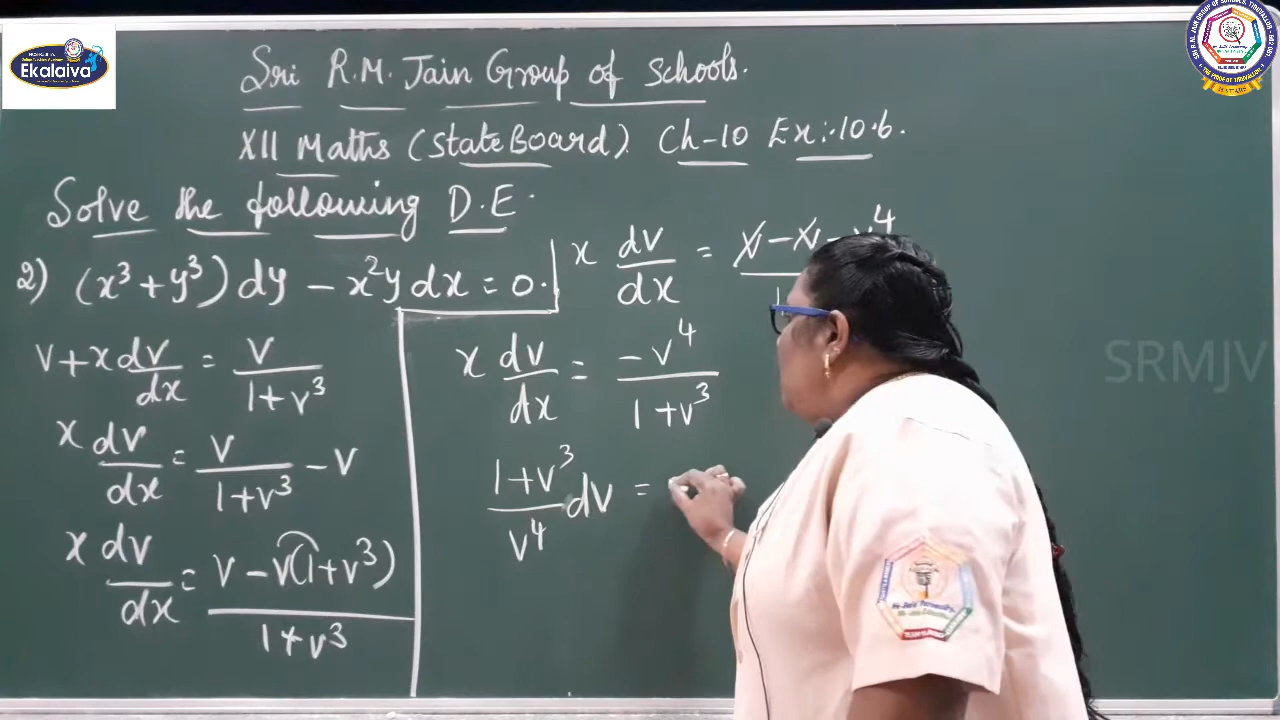 Ekalaiva
Sri R.M. Jain Group of Schools.
XII Maths (State Board) Ch-10 Ex:-10.6.
Solve the following D.E.
2) (x³+y³)dy - x²y dx = 0.
v + x dv/dx = v/(1+v³)
x dv/dx = v/(1+v³) - v
x dv/dx = (v - v(1+v³))/(1+v³)
x dv/dx = v - v - v⁴
x dv/dx = -v⁴/(1+v³)
(1+v³)/v⁴ dv =
SRMJV